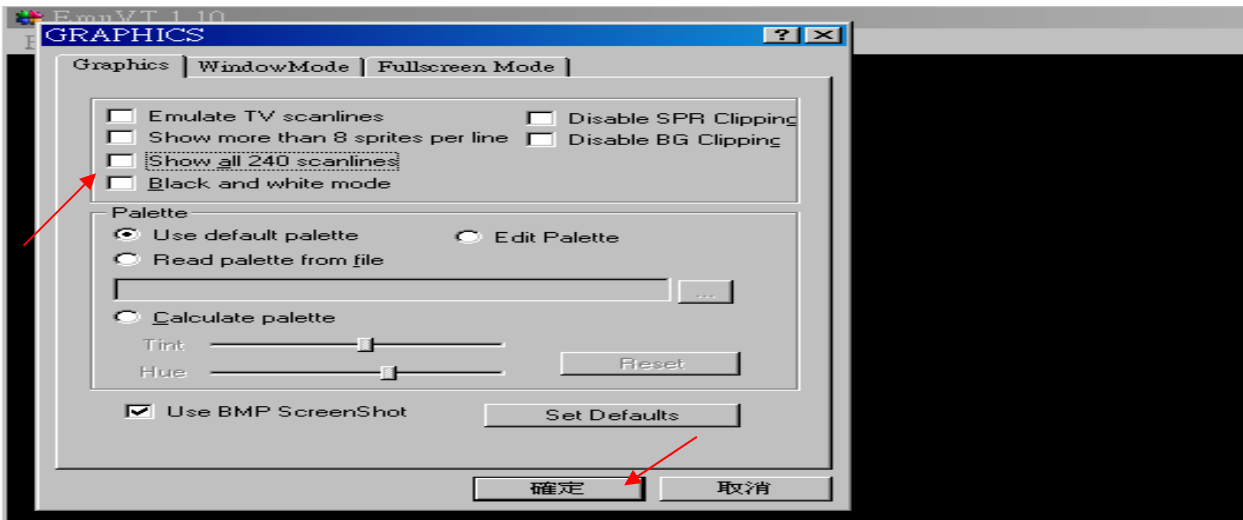 EmuVT 1.10
GRAPHICS
Graphics WindowMode Fullscreen Mode
Emulate TV scanlines Disable SPR Clipping
Show more than 8 sprites per line Disable BG Clipping
Show all 240 scanlines
Black and white mode
Palette
Use default palette Edit Palette
Read palette from file
...
Calculate palette
Tint
Hue Reset
Use BMP ScreenShot Set Defaults
確定 取消